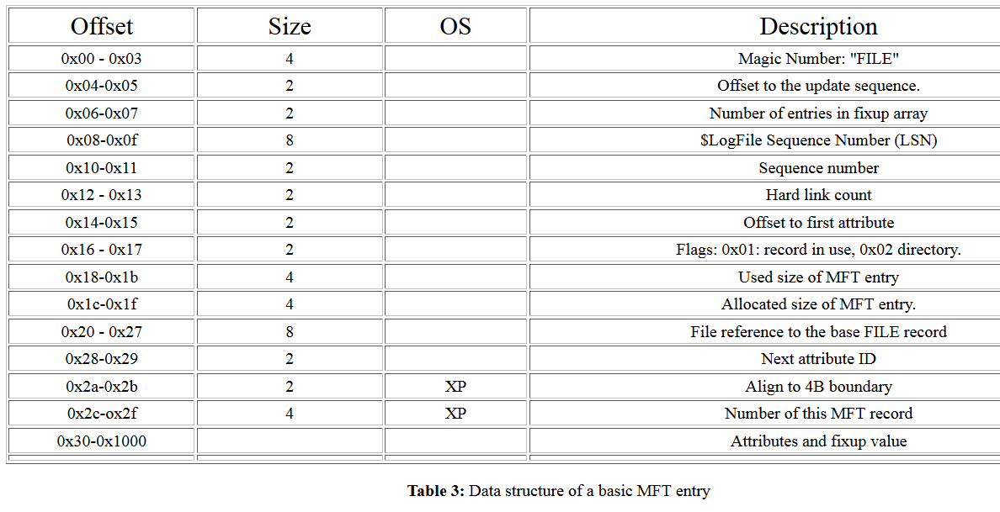 Offset Size OS Description
0x00 - 0x03 4 Magic Number: "FILE"
0x04-0x05 2 Offset to the update sequence.
0x06-0x07 2 Number of entries in fixup array
0x08-0x0f 8 $LogFile Sequence Number (LSN)
0x10-0x11 2 Sequence number
0x12 - 0x13 2 Hard link count
0x14-0x15 2 Offset to first attribute
0x16 - 0x17 2 Flags: 0x01: record in use, 0x02 directory.
0x18-0x1b 4 Used size of MFT entry
0x1c-0x1f 4 Allocated size of MFT entry.
0x20 - 0x27 8 File reference to the base FILE record
0x28-0x29 2 Next attribute ID
0x2a-0x2b 2 XP Align to 4B boundary
0x2c-ox2f 4 XP Number of this MFT record
0x30-0x1000 Attributes and fixup value
Table 3: Data structure of a basic MFT entry